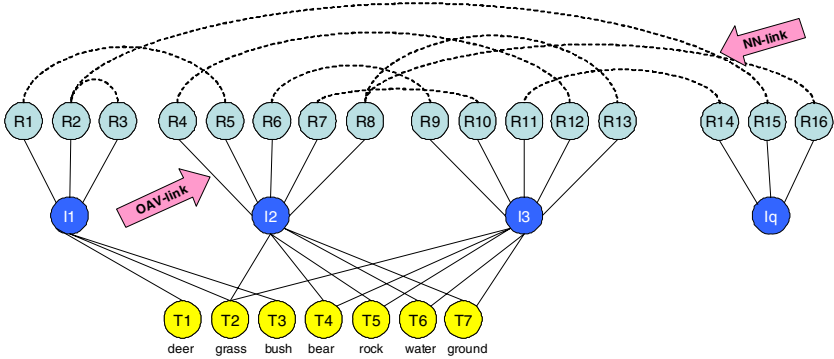 NN-link
R1 R2 R3 R4 R5 R6 R7 R8 R9 R10 R11 R12 R13 R14 R15 R16
OAV-link
I1 I2 I3 Iq
T1 T2 T3 T4 T5 T6 T7
deer grass bush bear rock water ground